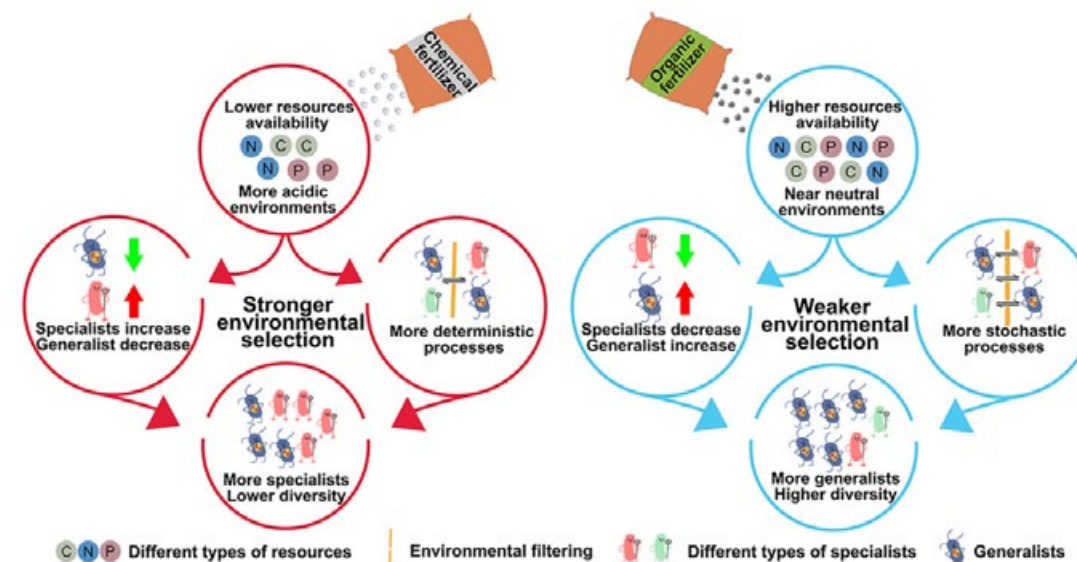 Chemical
fertilizer
Lower resources
availability
N C C
N P P
More acidic
environments
Specialists increase
Generalist decrease
Stronger
environmental
selection
More deterministic
processes
More specialists
Lower diversity
Organic
fertilizer
Higher resources
availability
N C P N P
C P C N
Near neutral
environments
Specialists decrease
Generalist increase
Weaker
environmental
selection
More stochastic
processes
More generalists
Higher diversity
C N P Different types of resources
Environmental filtering
Different types of specialists
Generalists